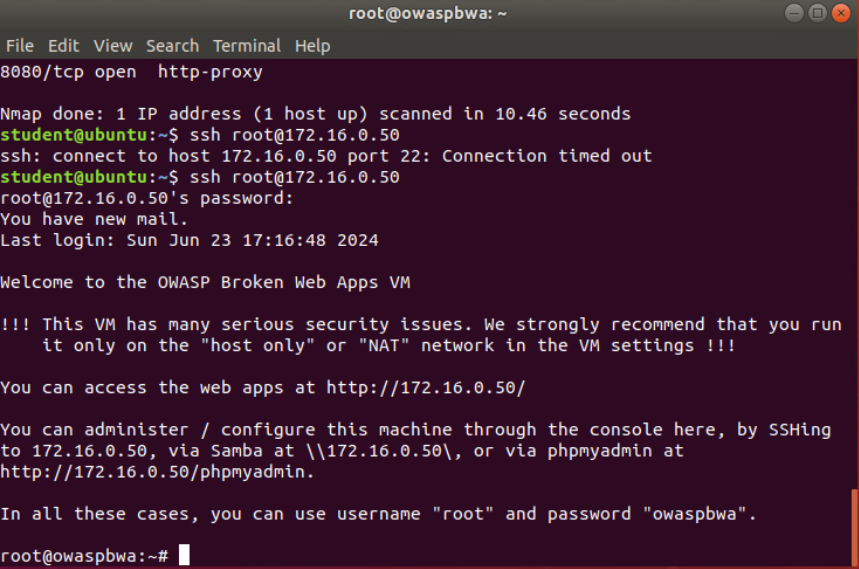 root@owaspbwa: ~
File Edit View Search Terminal Help
8080/tcp open  http-proxy
Nmap done: 1 IP address (1 host up) scanned in 10.46 seconds
student@ubuntu:~$ ssh root@172.16.0.50
ssh: connect to host 172.16.0.50 port 22: Connection timed out
student@ubuntu:~$ ssh root@172.16.0.50
root@172.16.0.50's password:
You have new mail.
Last login: Sun Jun 23 17:16:48 2024
Welcome to the OWASP Broken Web Apps VM
!!! This VM has many serious security issues. We strongly recommend that you run
    it only on the "host only" or "NAT" network in the VM settings !!!
You can access the web apps at http://172.16.0.50/
You can administer / configure this machine through the console here, by SSHing
to 172.16.0.50, via Samba at \\172.16.0.50\, or via phpmyadmin at
http://172.16.0.50/phpmyadmin.
In all these cases, you can use username "root" and password "owaspbwa".
root@owaspbwa:~#